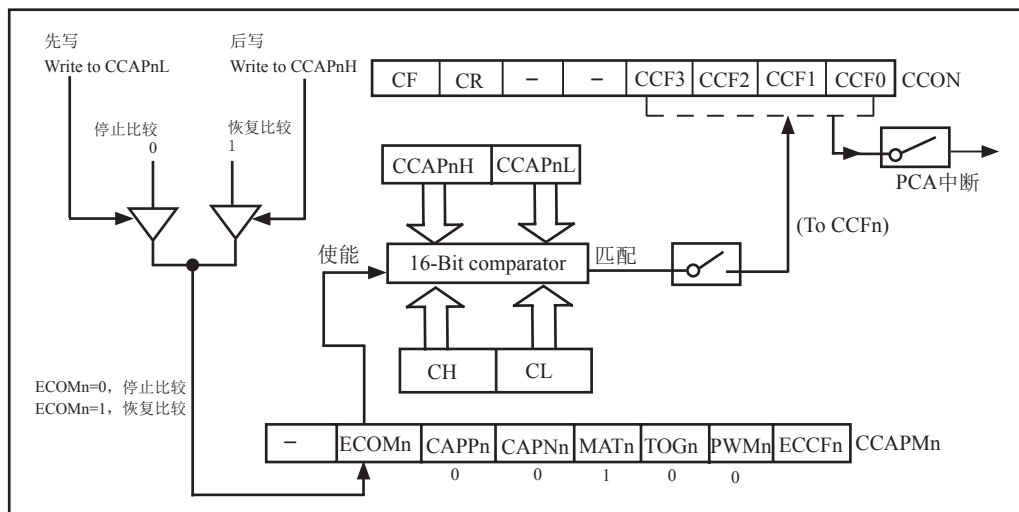 先写
Write to CCAPnL
后写
Write to CCAPnH
停止比较
0
恢复比较
1
CF CR － － CCF3 CCF2 CCF1 CCF0 CCON
PCA中断
CCAPnH CCAPnL
(To CCFn)
使能
16-Bit comparator
匹配
CH CL
ECOMn=0，停止比较
ECOMn=1，恢复比较
－ ECOMn CAPPn CAPNn MATn TOGn PWMn ECCFn CCAPMn
0 0 1 0 0